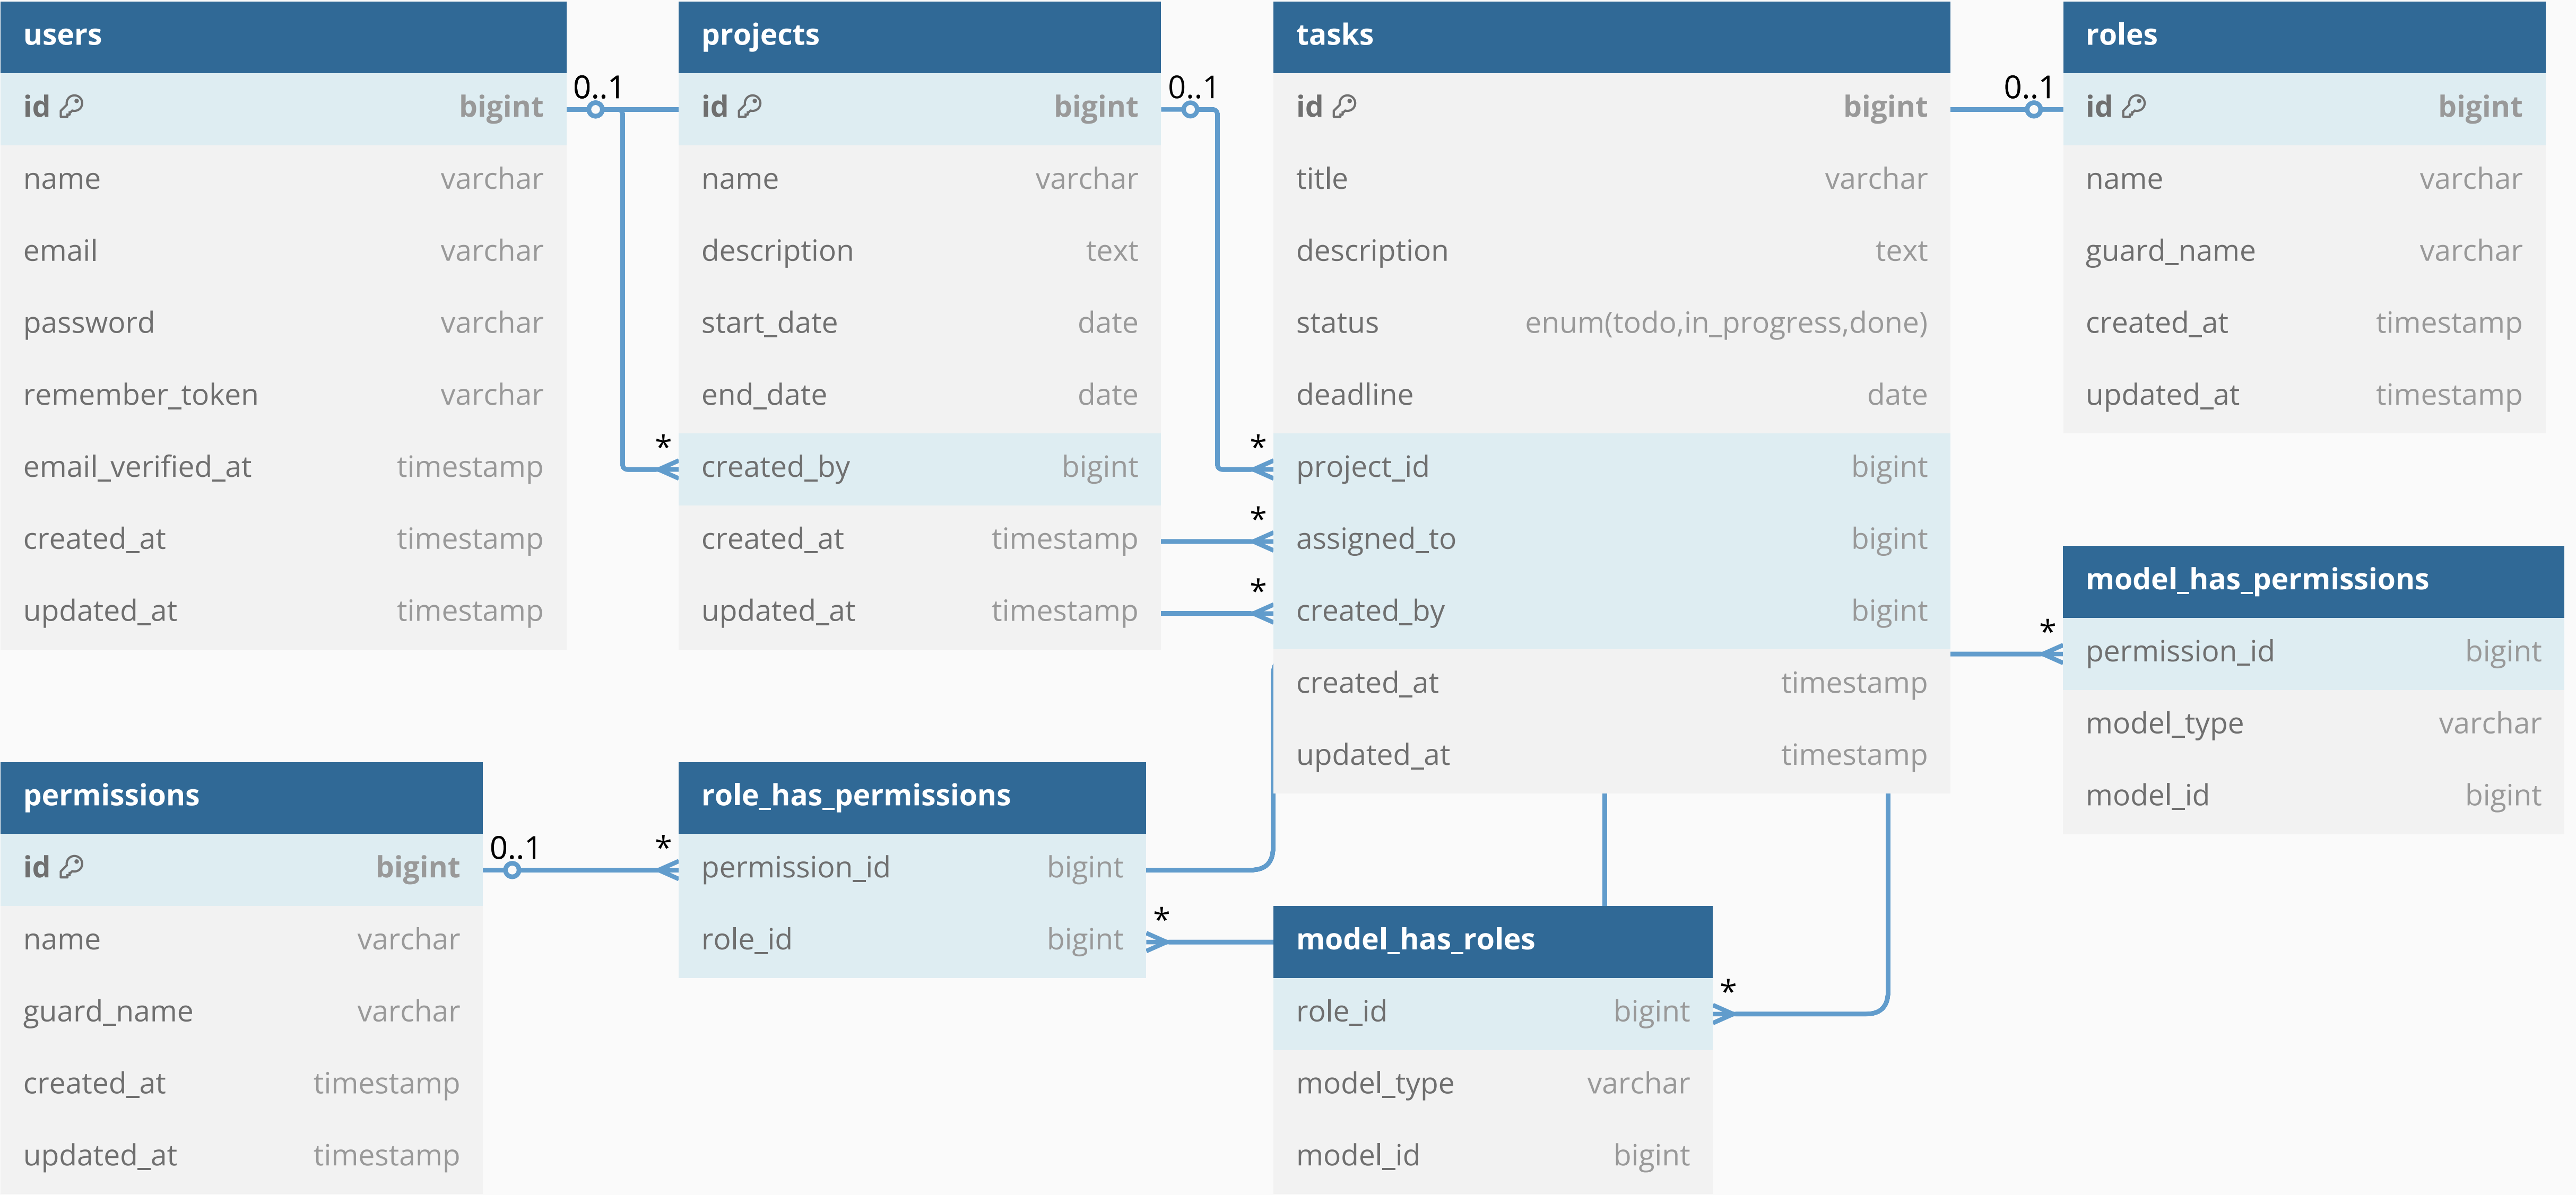 users
id bigint
name varchar
email varchar
password varchar
remember_token varchar
email_verified_at timestamp
created_at timestamp
updated_at timestamp
0..1
*
projects
id bigint
name varchar
description text
start_date date
end_date date
created_by bigint
created_at timestamp
updated_at timestamp
0..1
*
*
*
tasks
id bigint
title varchar
description text
status enum(todo,in_progress,done)
deadline date
project_id bigint
assigned_to bigint
created_by bigint
created_at timestamp
updated_at timestamp
0..1
roles
id bigint
name varchar
guard_name varchar
created_at timestamp
updated_at timestamp
*
model_has_permissions
permission_id bigint
model_type varchar
model_id bigint
permissions
id bigint
name varchar
guard_name varchar
created_at timestamp
updated_at timestamp
0..1
*
role_has_permissions
permission_id bigint
role_id bigint
*
model_has_roles
role_id bigint
model_type varchar
model_id bigint
*